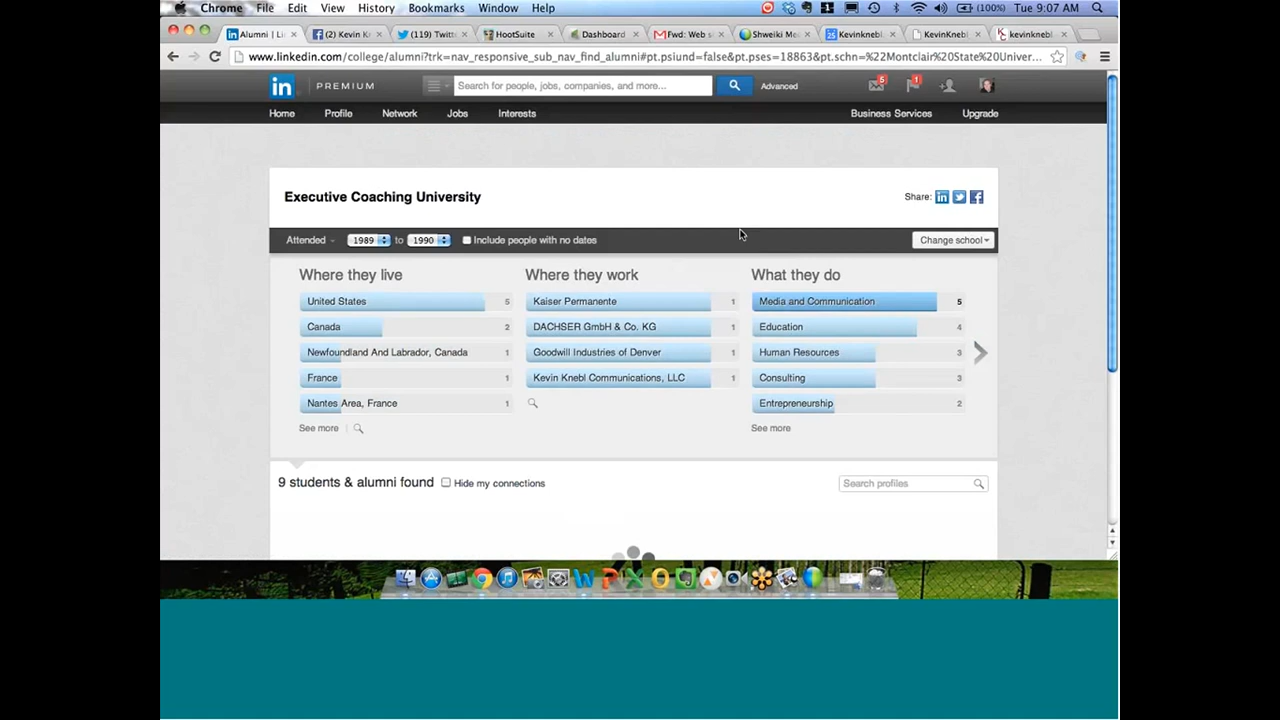 Chrome File Edit View History Bookmarks Window Help (100%) Tue 9:07 AM
Alumni | Li (2) Kevin K (119) Twitt HootSuite Dashboard Fwd: Web s Shweiki Me Kevinknebl KevinKneb kevinkneb
www.linkedin.com/college/alumni?trk=nav_responsive_sub_nav_find_alumni#pt.psiund=false&pt.pses=18863&pt.schn=%22Montclair%20State%20Univer...
in PREMIUM Search for people, jobs, companies, and more... Advanced 5 1
Home Profile Network Jobs Interests Business Services Upgrade
Executive Coaching University Share:
Attended 1989 to 1990 Include people with no dates Change school
Where they live Where they work What they do
United States 5 Kaiser Permanente 1 Media and Communication 5
Canada 2 DACHSER GmbH & Co. KG 1 Education 4
Newfoundland And Labrador, Canada 1 Goodwill Industries of Denver 1 Human Resources 3
France 1 Kevin Knebl Communications, LLC 1 Consulting 3
Nantes Area, France 1 Entrepreneurship 2
See more See more
9 students & alumni found Hide my connections Search profiles